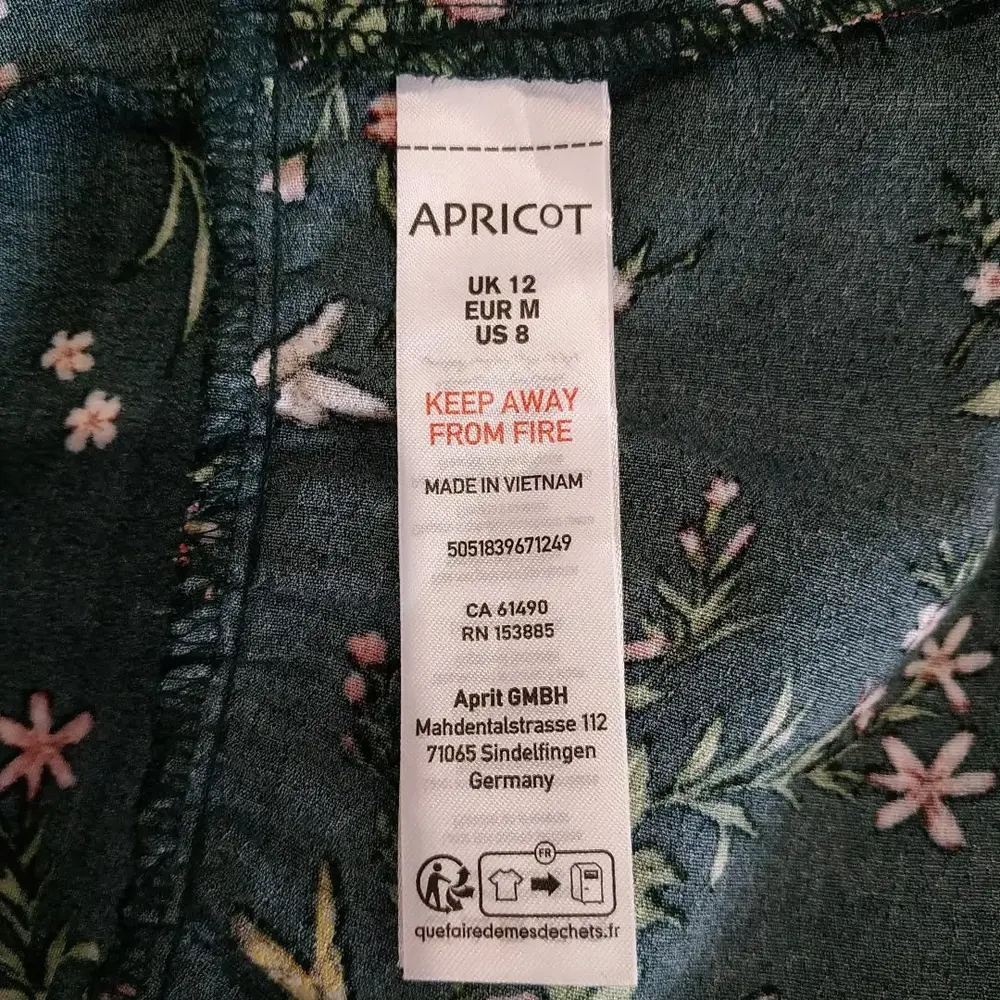 APRICOT
UK 12
EUR M
US 8
KEEP AWAY
FROM FIRE
MADE IN VIETNAM
5051839671249
CA 61490
RN 153885
Aprit GMBH
Mahdentalstrasse 112
71065 Sindelfingen
Germany
FR
quefairedemesdechets.fr